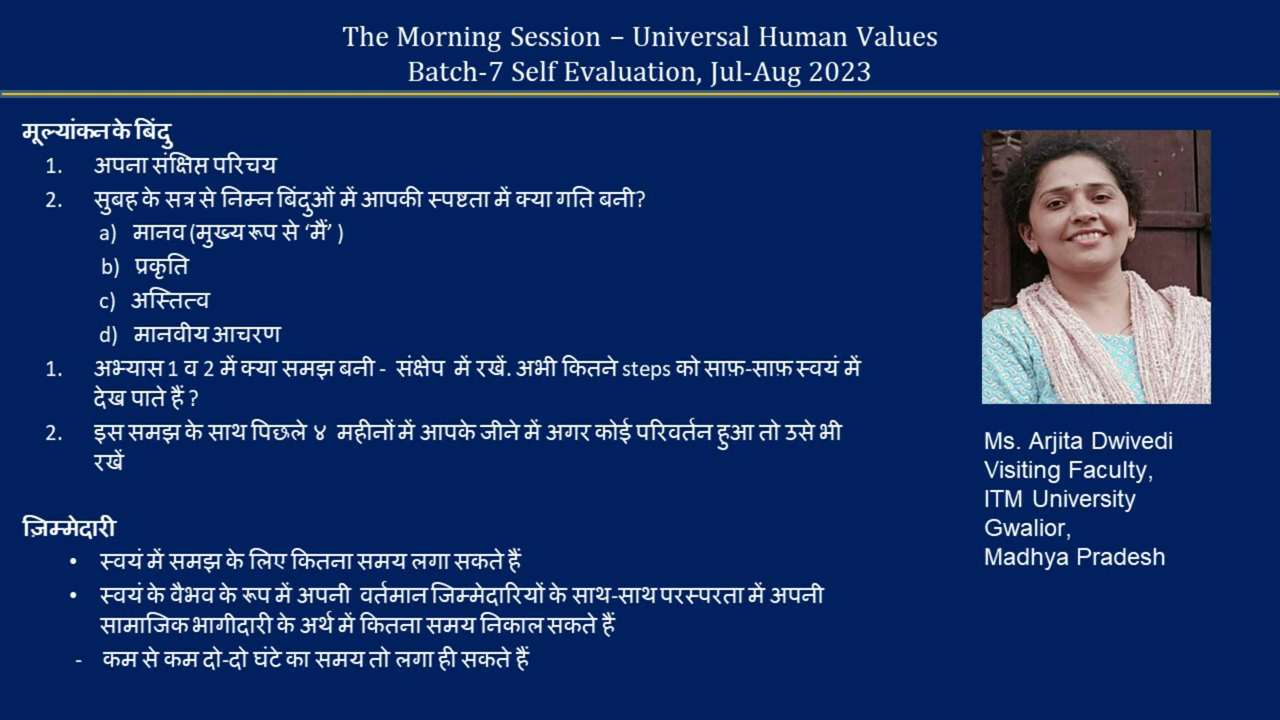 The Morning Session – Universal Human Values
Batch-7 Self Evaluation, Jul-Aug 2023
मूल्यांकन के बिंदु
1. अपना संक्षिप्त परिचय
2. सुबह के सत्र से निम्न बिंदुओं में आपकी स्पष्टता में क्या गति बनी?
a) मानव (मुख्य रूप से ‘मैं’ )
b) प्रकृति
c) अस्तित्व
d) मानवीय आचरण
1. अभ्यास 1 व 2 में क्या समझ बनी - संक्षेप में रखें. अभी कितने steps को साफ़-साफ़ स्वयं में
देख पाते हैं ?
2. इस समझ के साथ पिछले ४ महीनों में आपके जीने में अगर कोई परिवर्तन हुआ तो उसे भी
रखें
ज़िम्मेदारी
• स्वयं में समझ के लिए कितना समय लगा सकते हैं
• स्वयं के वैभव के रूप में अपनी वर्तमान जिम्मेदारियों के साथ-साथ परस्परता में अपनी
सामाजिक भागीदारी के अर्थ में कितना समय निकाल सकते हैं
- कम से कम दो-दो घंटे का समय तो लगा ही सकते हैं
Ms. Arjita Dwivedi
Visiting Faculty,
ITM University
Gwalior,
Madhya Pradesh